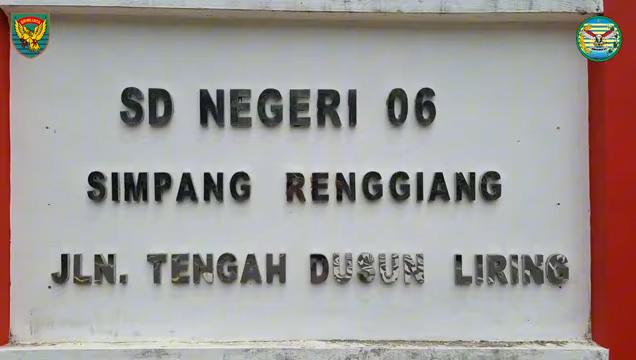 SD NEGERI 06
SIMPANG RENGGIANG
JLN. TENGAH DUSUN LIRING